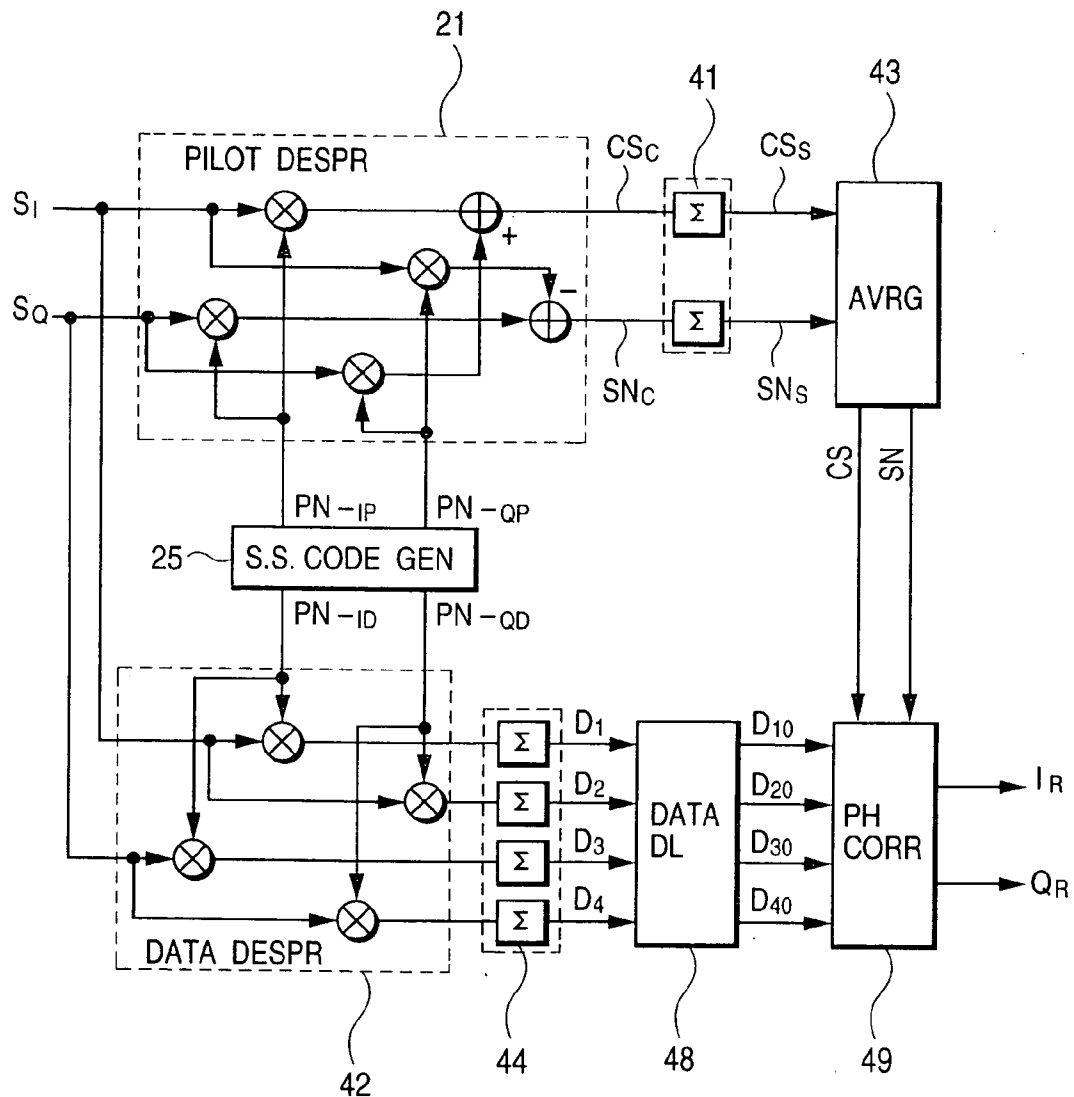 21
41
43
PILOT DESPR
CSC
CSS
SI
Σ
+
AVRG
SQ
-
Σ
SNC
SNS
CS
SN
PN-IP
PN-QP
25
S.S. CODE GEN
PN-ID
PN-QD
Σ
D1
D10
IR
Σ
D2
DATA DL
D20
PH CORR
Σ
D3
D30
QR
Σ
D4
D40
DATA DESPR
42
44
48
49